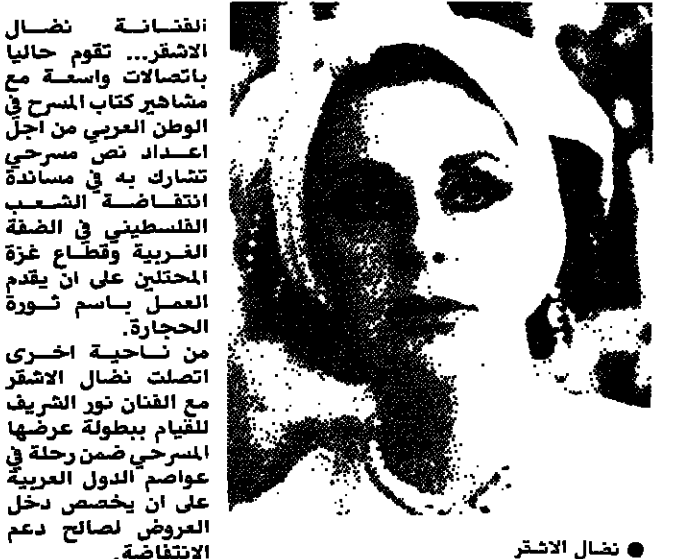 الفنانة نضال
الاشقر... تقوم حاليا
باتصالات واسعة مع
مشاهير كتاب المسرح في
الوطن العربي من اجل
اعداد نص مسرحي
تشارك به في مساندة
انتفاضة الشعب
الفلسطيني في الضفة
الغربية وقطاع غزة
المحتلين على ان يقدم
العمل باسم ثورة
الحجارة.
من ناحية اخرى
اتصلت نضال الاشقر
مع الفنان نور الشريف
للقيام ببطولة عرضها
المسرحي ضمن رحلة في
عواصم الدول العربية
على ان يخصص دخل
العروض لصالح دعم
الانتفاضة.
● نضال الاشقر